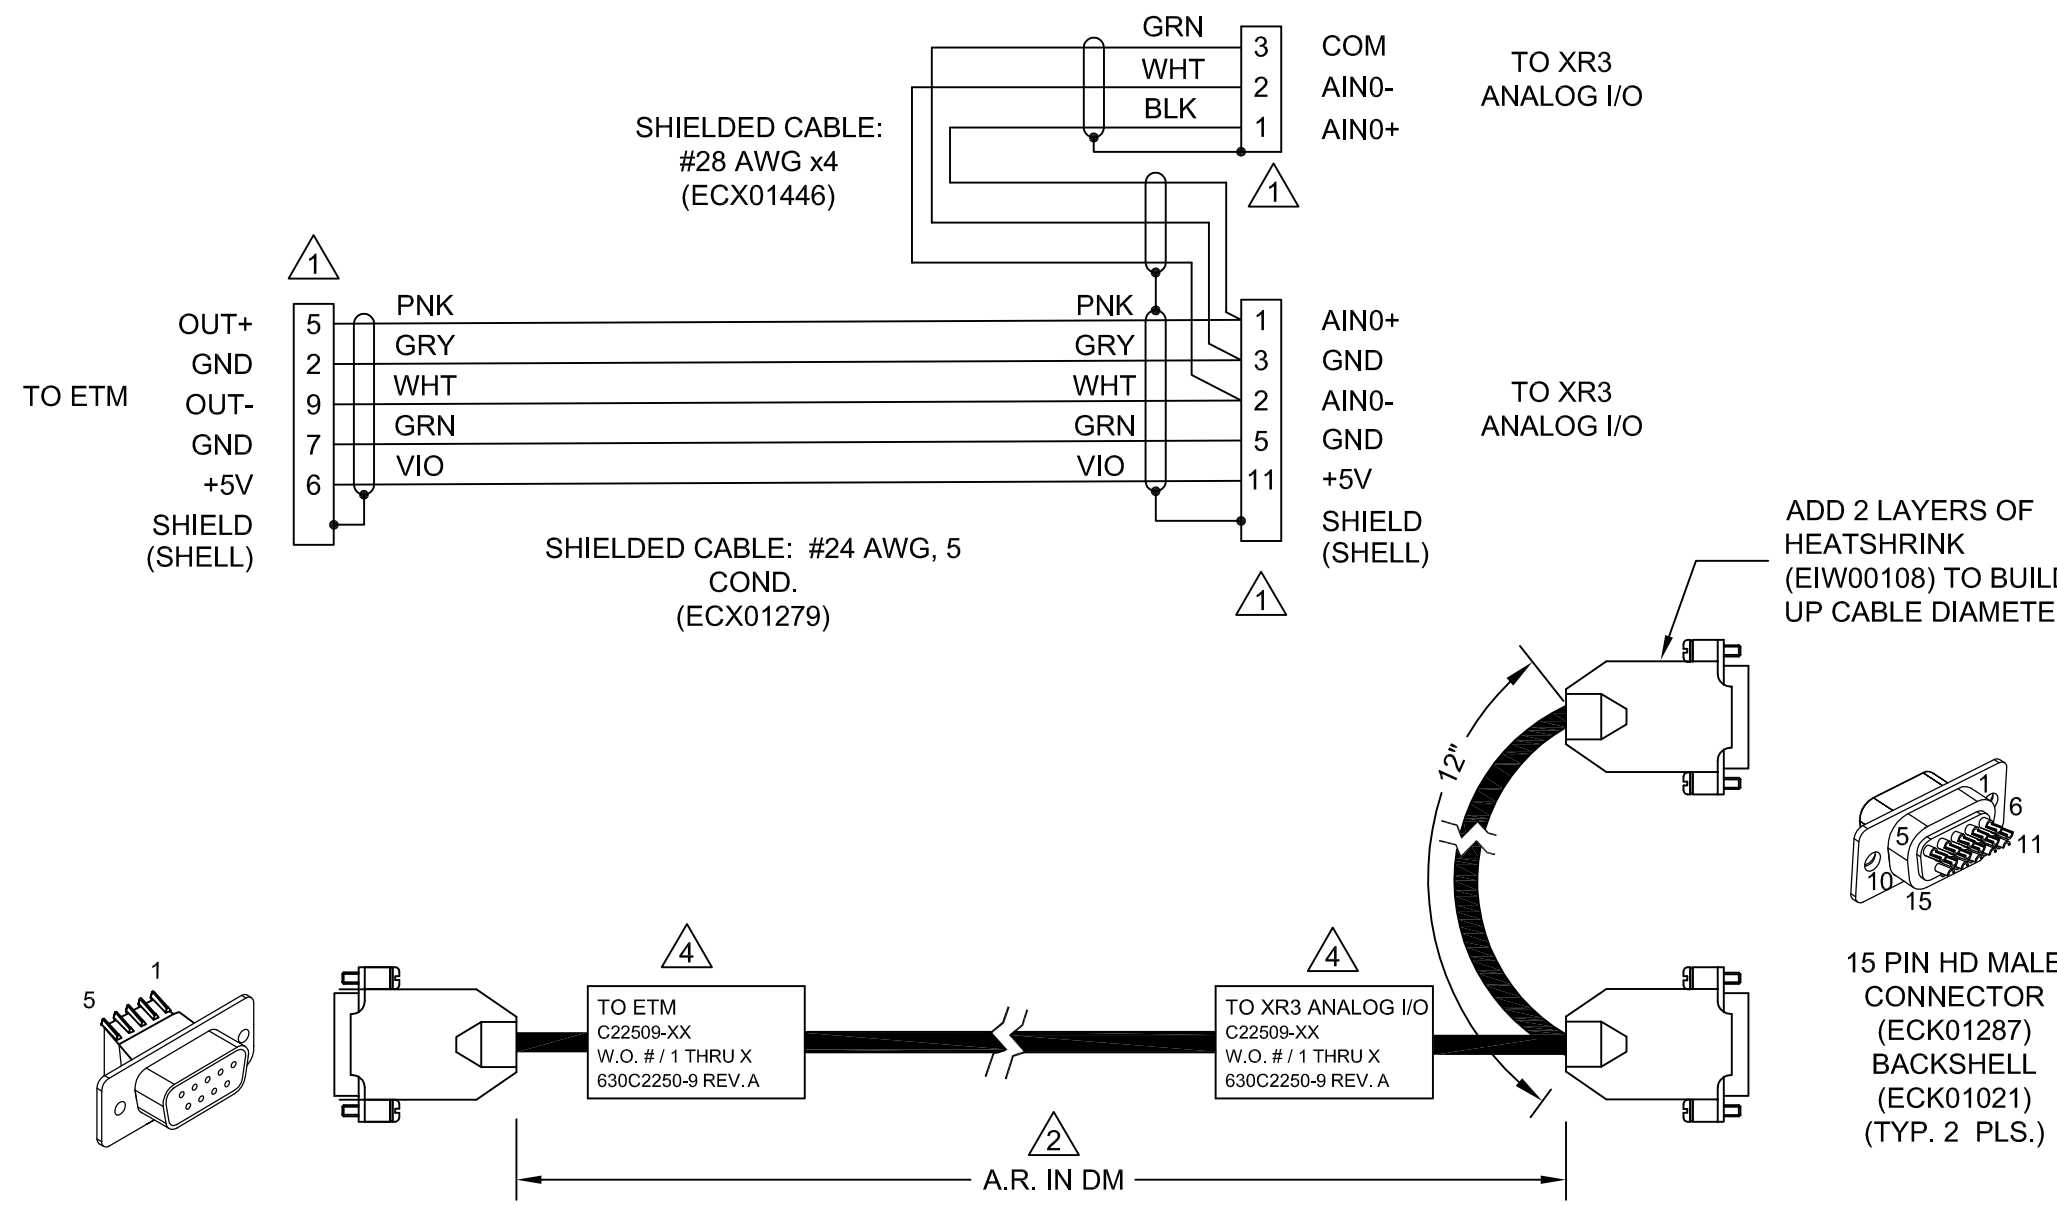 GRN
3
COM
WHT
2
AIN0-
BLK
1
AIN0+
TO XR3
ANALOG I/O
SHIELDED CABLE:
#28 AWG x4
(ECX01446)
1
1
OUT+
5
PNK
PNK
1
AIN0+
GND
2
GRY
GRY
3
GND
TO ETM
OUT-
9
WHT
WHT
2
AIN0-
TO XR3
ANALOG I/O
GND
7
GRN
GRN
5
GND
+5V
6
VIO
VIO
11
+5V
SHIELD
(SHELL)
SHIELD
(SHELL)
SHIELDED CABLE: #24 AWG, 5
COND.
(ECX01279)
1
ADD 2 LAYERS OF
HEATSHRINK
(EIW00108) TO BUILD
UP CABLE DIAMETE
12"
1
6
5
11
10
15
15 PIN HD MALE
CONNECTOR
(ECK01287)
BACKSHELL
(ECK01021)
(TYP. 2 PLS.)
1
5
4
TO ETM
C22509-XX
W.O. # / 1 THRU X
630C2250-9 REV. A
4
TO XR3 ANALOG I/O
C22509-XX
W.O. # / 1 THRU X
630C2250-9 REV. A
2
A.R. IN DM